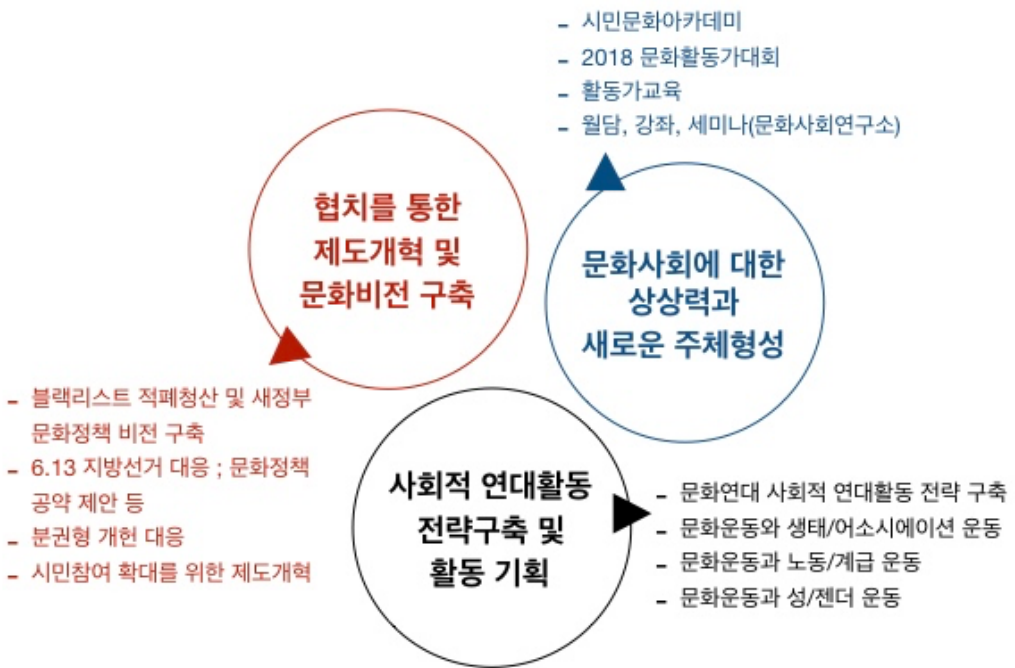 - 시민문화아카데미
- 2018 문화활동가대회
- 활동가교육
- 월담, 강좌, 세미나(문화사회연구소)
협치를 통한
제도개혁 및
문화비전 구축
문화사회에 대한
상상력과
새로운 주체형성
- 블랙리스트 적폐청산 및 새정부
문화정책 비전 구축
- 6.13 지방선거 대응 ; 문화정책
공약 제안 등
- 분권형 개헌 대응
- 시민참여 확대를 위한 제도개혁
사회적 연대활동
전략구축 및
활동 기획
- 문화연대 사회적 연대활동 전략 구축
- 문화운동와 생태/어소시에이션 운동
- 문화운동과 노동/계급 운동
- 문화운동과 성/젠더 운동